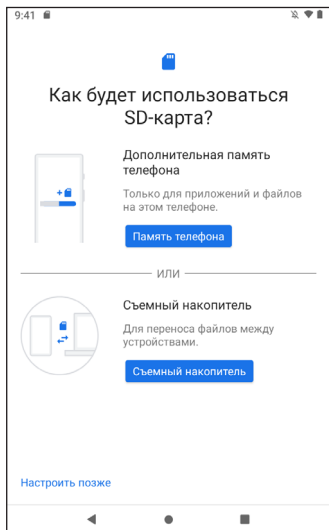 9:41
Как будет использоваться
SD-карта?
Дополнительная память
телефона
Только для приложений и файлов
на этом телефоне.
Память телефона
ИЛИ
Съемный накопитель
Для переноса файлов между
устройствами.
Съемный накопитель
Настроить позже